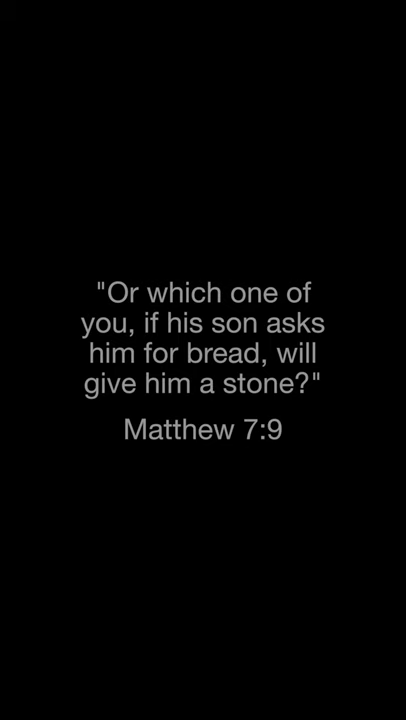 "Or which one of
you, if his son asks
him for bread, will
give him a stone?"
Matthew 7:9